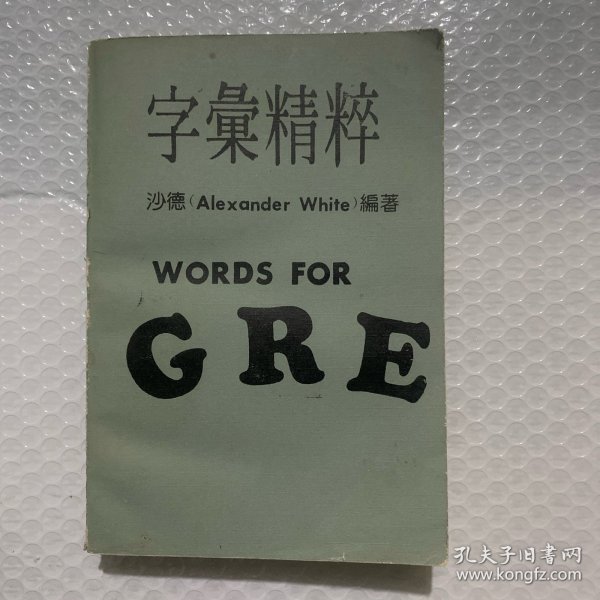 字彙精粹
沙德(Alexander White)編著
WORDS FOR
GRE
孔夫子旧书网
www.kongfz.com